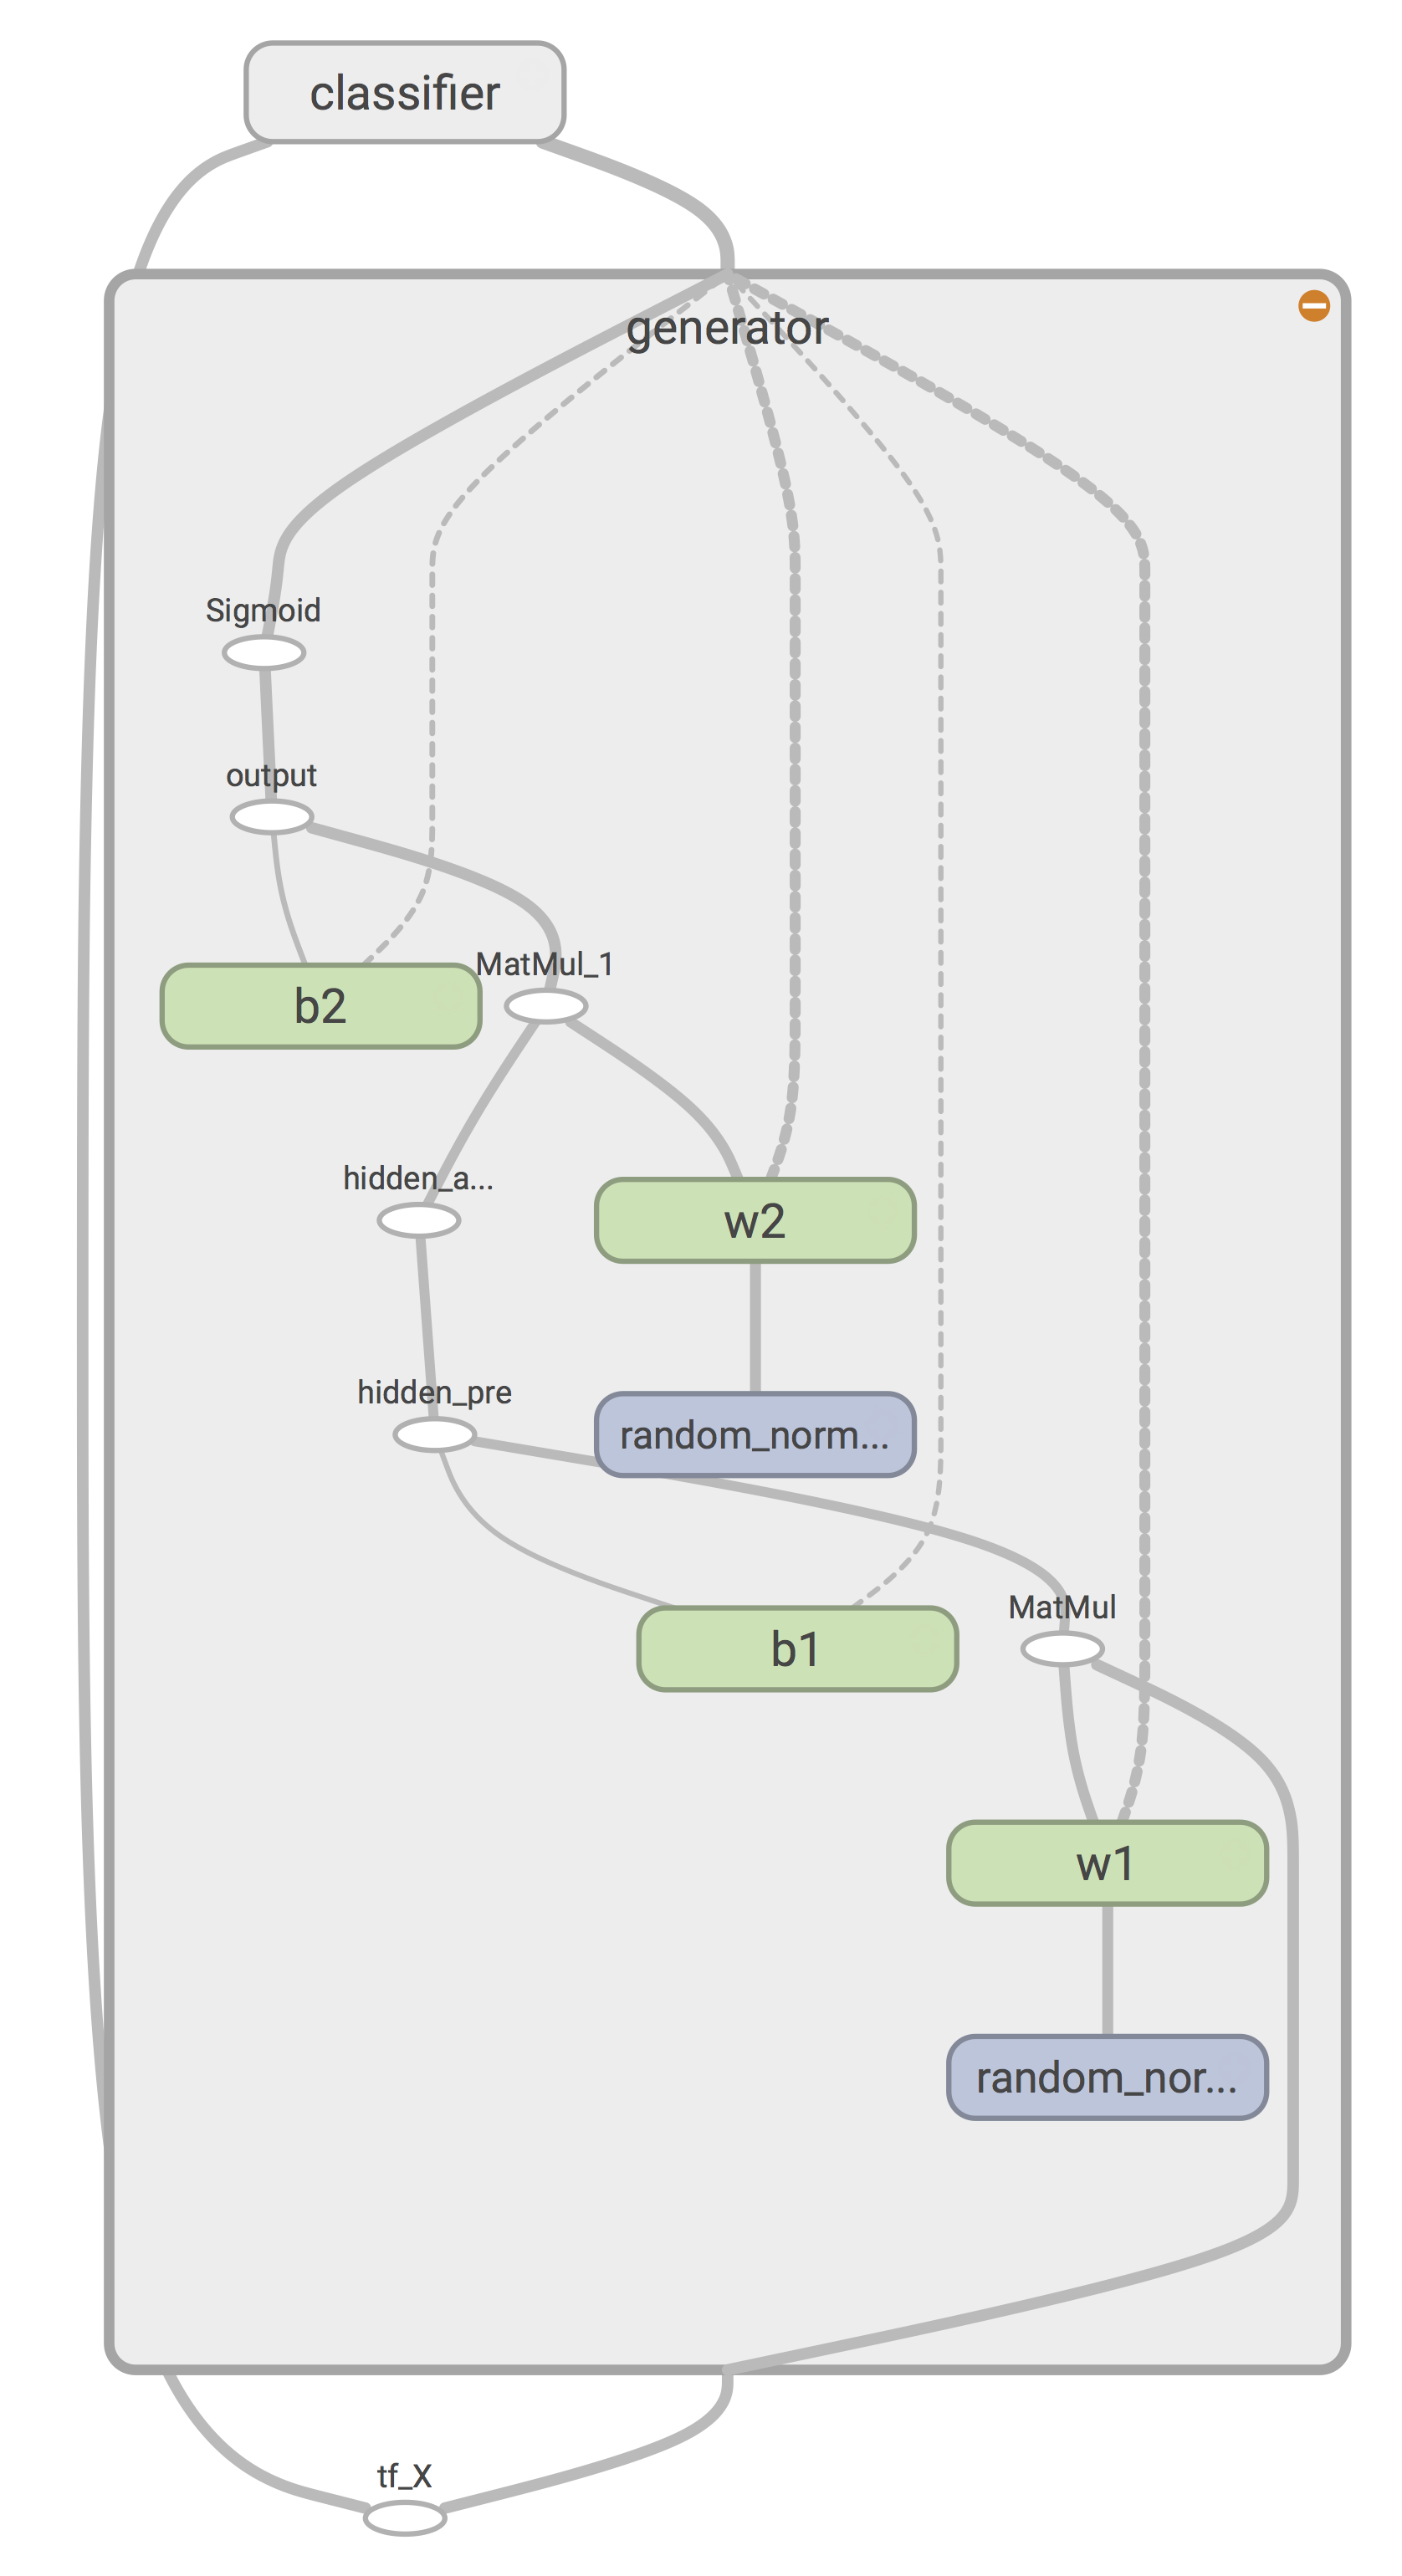 classifier
generator
Sigmoid
output
MatMul_1
b2
hidden_a...
w2
hidden_pre
random_norm...
MatMul
b1
w1
random_nor...
tf_X